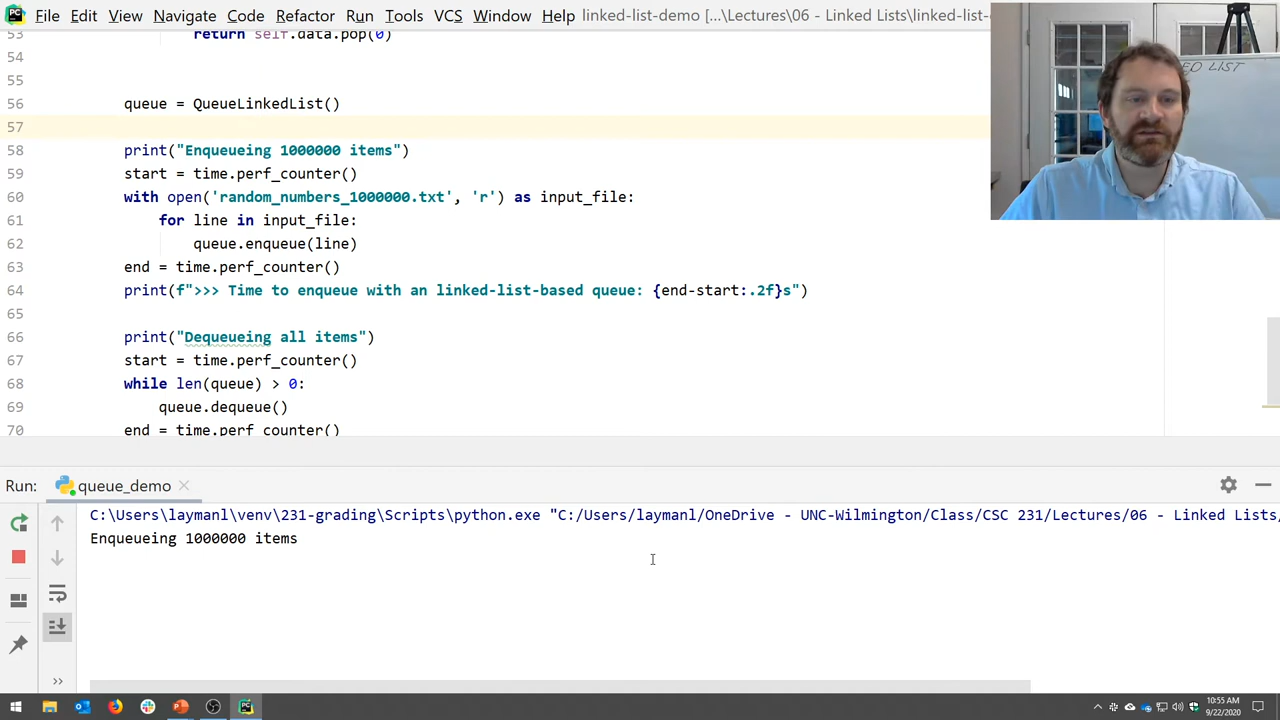 File Edit View Navigate Code Refactor Run Tools VCS Window Help linked-list-demo [...\Lectures\06 - Linked Lists\linked-list-
53 return self.data.pop(0)
54
55
56 queue = QueueLinkedList()
57
58 print("Enqueueing 1000000 items")
59 start = time.perf_counter()
60 with open('random_numbers_1000000.txt', 'r') as input_file:
61 for line in input_file:
62 queue.enqueue(line)
63 end = time.perf_counter()
64 print(f">>> Time to enqueue with an linked-list-based queue: {end-start:.2f}s")
65
66 print("Dequeueing all items")
67 start = time.perf_counter()
68 while len(queue) > 0:
69 queue.dequeue()
70 end = time.perf_counter()
ED LIST
Run: queue_demo
C:\Users\laymanl\venv\231-grading\Scripts\python.exe "C:/Users/laymanl/OneDrive - UNC-Wilmington/Class/CSC 231/Lectures/06 - Linked Lists/
Enqueueing 1000000 items
10:55 AM
9/22/2020